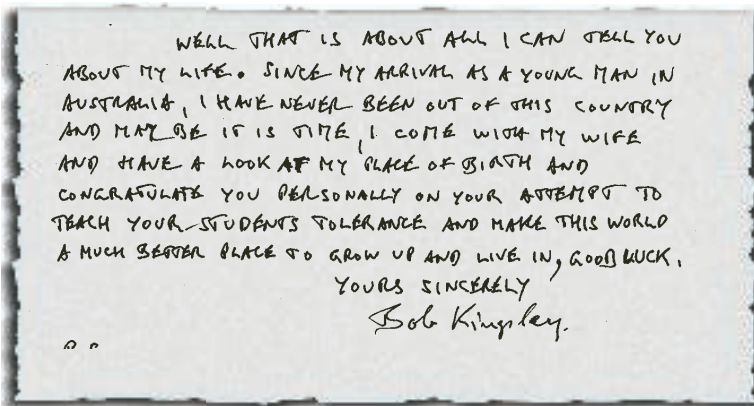 WELL THAT IS ABOUT ALL I CAN TELL YOU
ABOUT MY LIFE. SINCE MY ARRIVAL AS A YOUNG MAN IN
AUSTRALIA, I HAVE NEVER BEEN OUT OF THIS COUNTRY
AND MAY BE IT IS TIME, I COME WITH MY WIFE
AND HAVE A LOOK AT MY PLACE OF BIRTH AND
CONGRATULATE YOU PERSONALLY ON YOUR ATTEMPT TO
TEACH YOUR STUDENTS TOLERANCE AND MAKE THIS WORLD
A MUCH BETTER PLACE TO GROW UP AND LIVE IN, GOOD LUCK.
YOURS SINCERELY
Bob Kingsley.